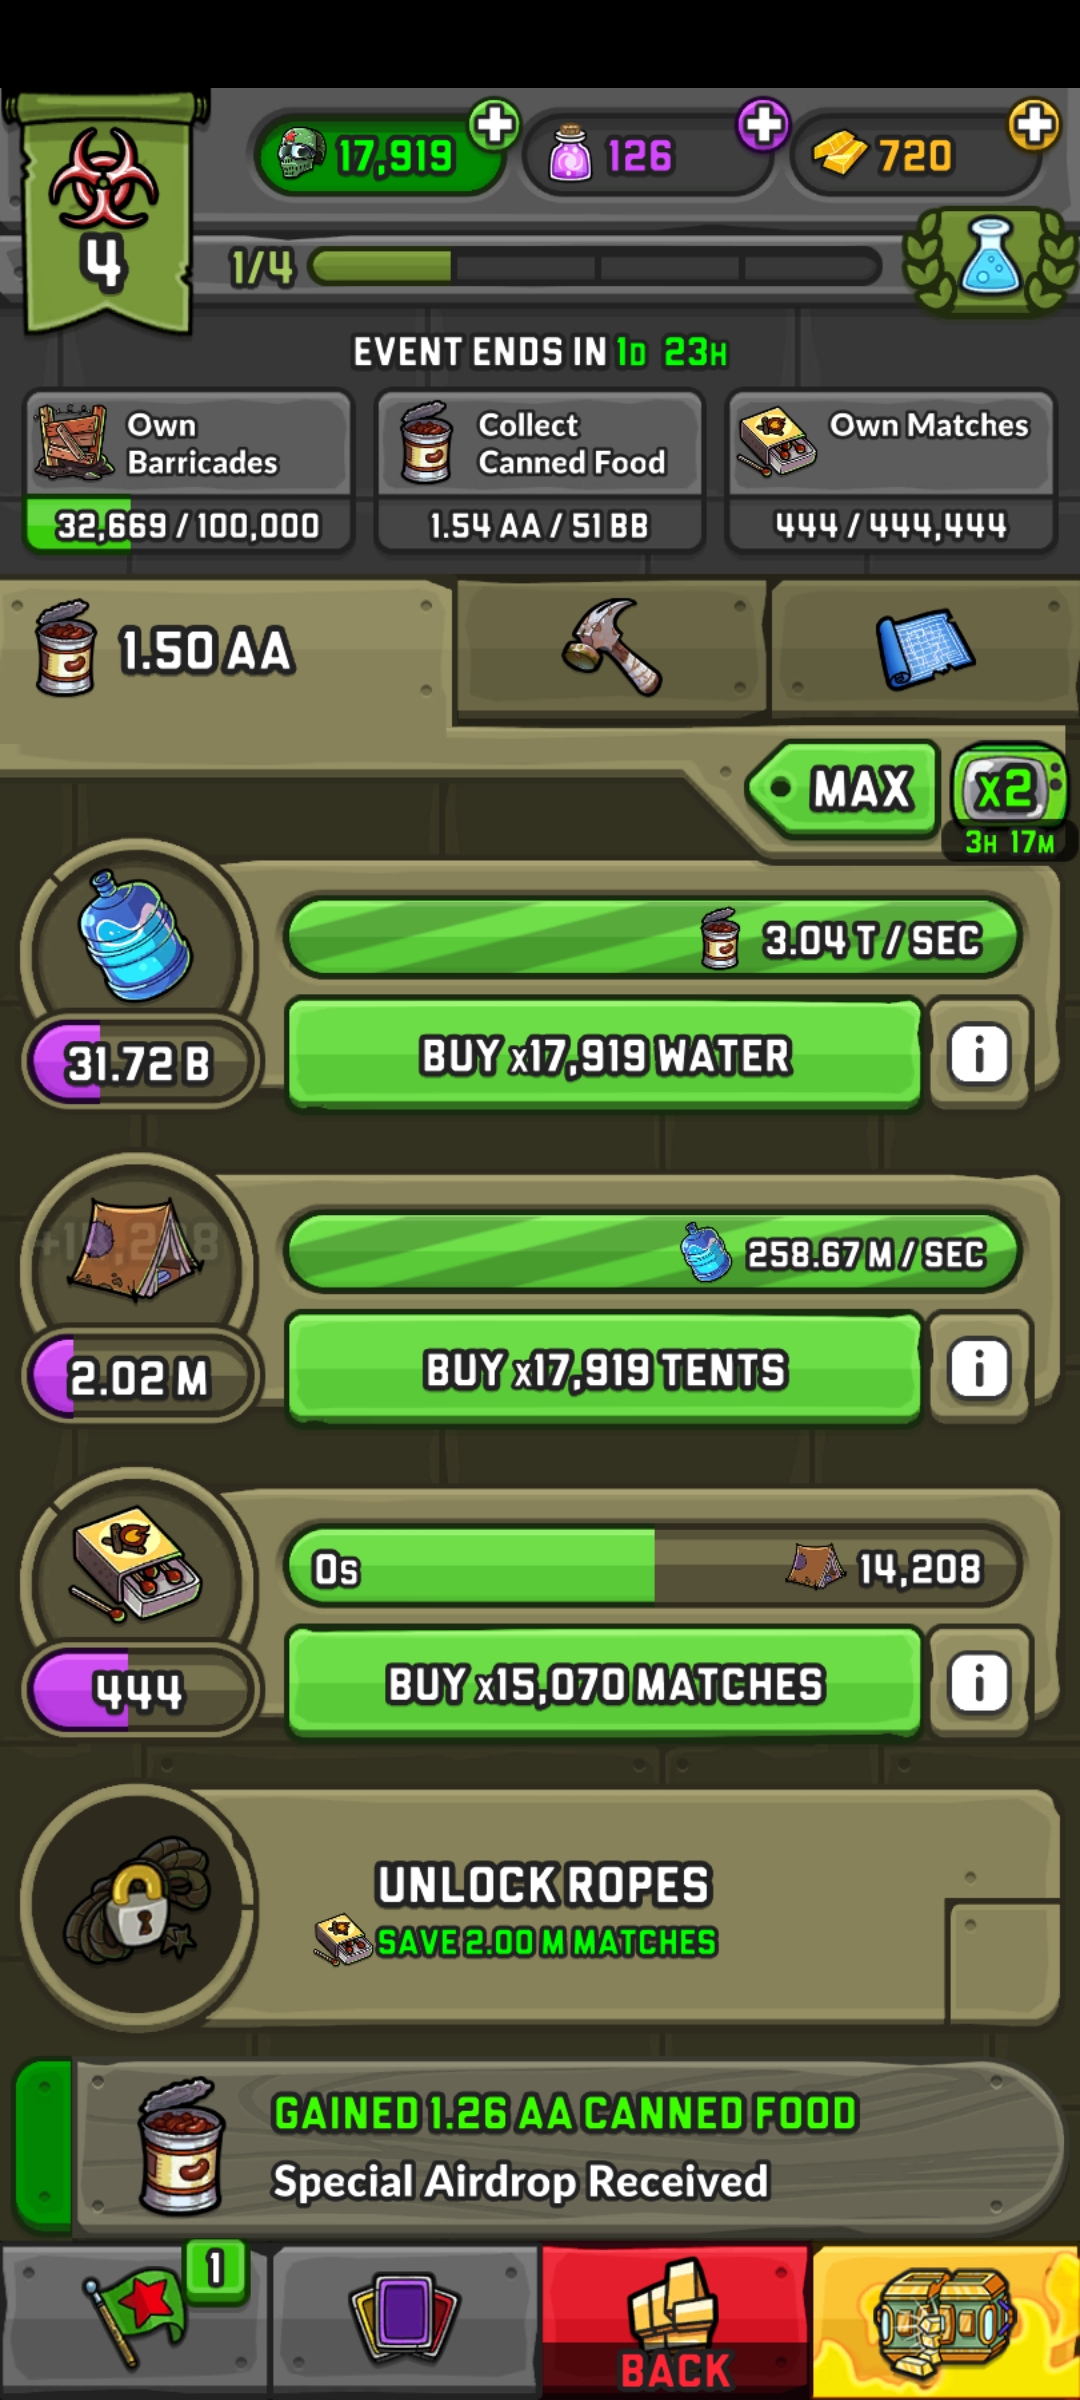 17,919
126
720
4
1/4
EVENT ENDS IN 1D 23H
Own
Barricades
32,669 / 100,000
Collect
Canned Food
1.54 AA / 51 BB
Own Matches
444 / 444,444
1.50 AA
MAX
x2
3H 17M
3.04 T / SEC
31.72 B
BUY x17,919 WATER
i
258.67 M / SEC
2.02 M
BUY x17,919 TENTS
i
0s
14,208
444
BUY x15,070 MATCHES
i
UNLOCK ROPES
SAVE 2.00 M MATCHES
GAINED 1.26 AA CANNED FOOD
Special Airdrop Received
1
BACK